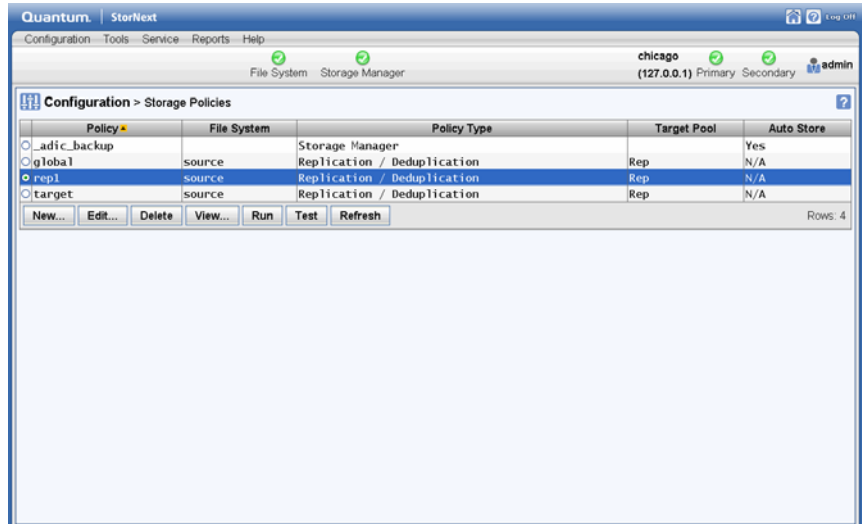 Quantum. | StorNext Log Off
Configuration Tools Service Reports Help
File System Storage Manager
chicago
(127.0.0.1) Primary Secondary admin
Configuration > Storage Policies
Policy File System Policy Type Target Pool Auto Store
_adic_backup Storage Manager Yes
global source Replication / Deduplication Rep N/A
rep1 source Replication / Deduplication Rep N/A
target source Replication / Deduplication Rep N/A
New... Edit... Delete View... Run Test Refresh Rows: 4